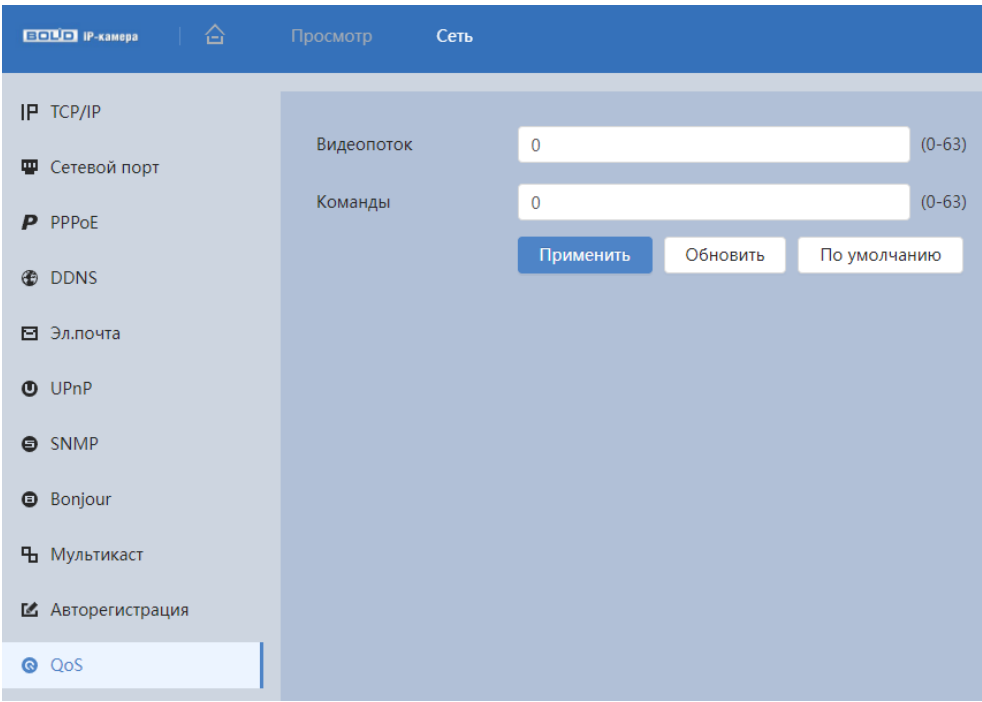 BOLID IP-камера Просмотр Сеть
TCP/IP
Сетевой порт
PPPoE
DDNS
Эл.почта
UPnP
SNMP
Bonjour
Мультикаст
Авторегистрация
QoS
Видеопоток 0 (0-63)
Команды 0 (0-63)
Применить Обновить По умолчанию